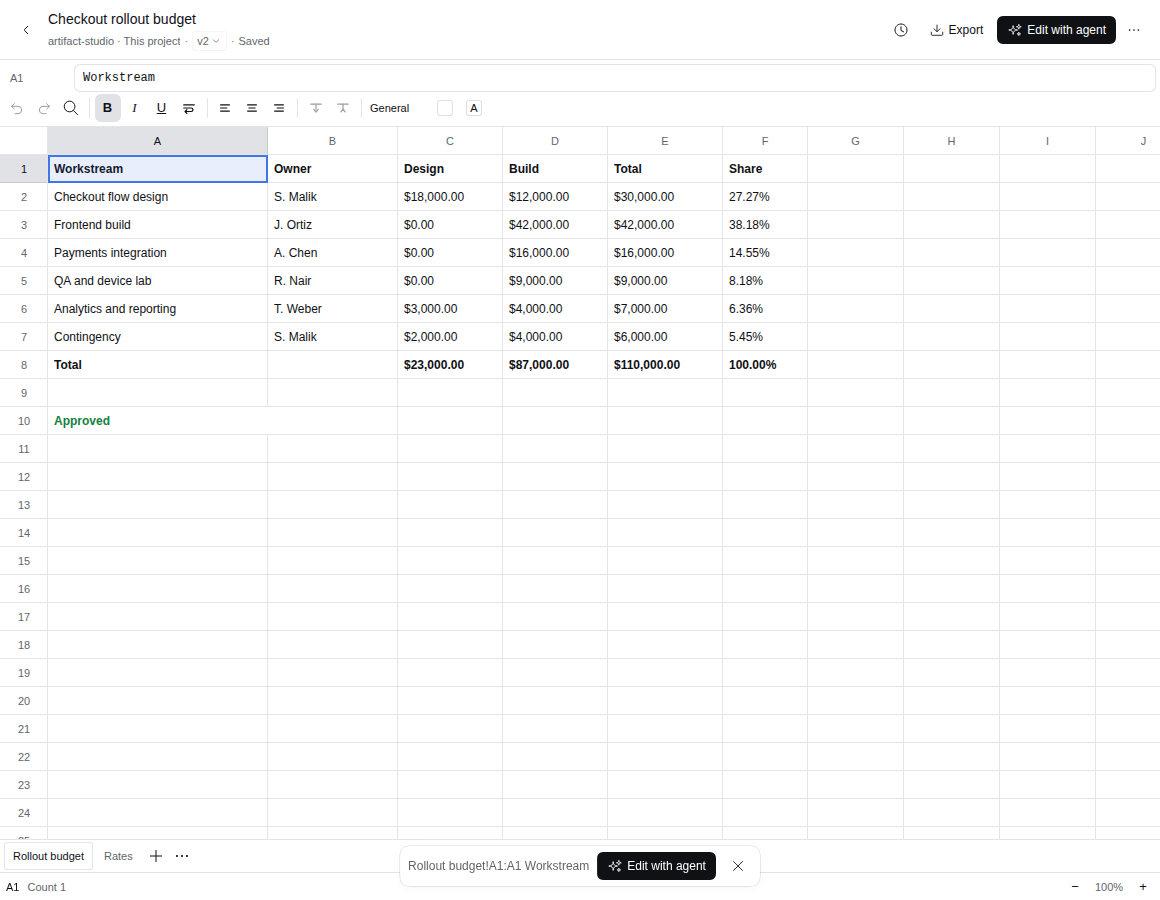 Checkout rollout budget
artifact-studio · This project · v2 · Saved
Export
Edit with agent
A1 Workstream
B I U General A
A B C D E F G H I J
1 Workstream Owner Design Build Total Share
2 Checkout flow design S. Malik $18,000.00 $12,000.00 $30,000.00 27.27%
3 Frontend build J. Ortiz $0.00 $42,000.00 $42,000.00 38.18%
4 Payments integration A. Chen $0.00 $16,000.00 $16,000.00 14.55%
5 QA and device lab R. Nair $0.00 $9,000.00 $9,000.00 8.18%
6 Analytics and reporting T. Weber $3,000.00 $4,000.00 $7,000.00 6.36%
7 Contingency S. Malik $2,000.00 $4,000.00 $6,000.00 5.45%
8 Total $23,000.00 $87,000.00 $110,000.00 100.00%
9
10 Approved
11
12
13
14
15
16
17
18
19
20
21
22
23
24
Rollout budget Rates
Rollout budget!A1:A1 Workstream Edit with agent
A1 Count 1
− 100% +